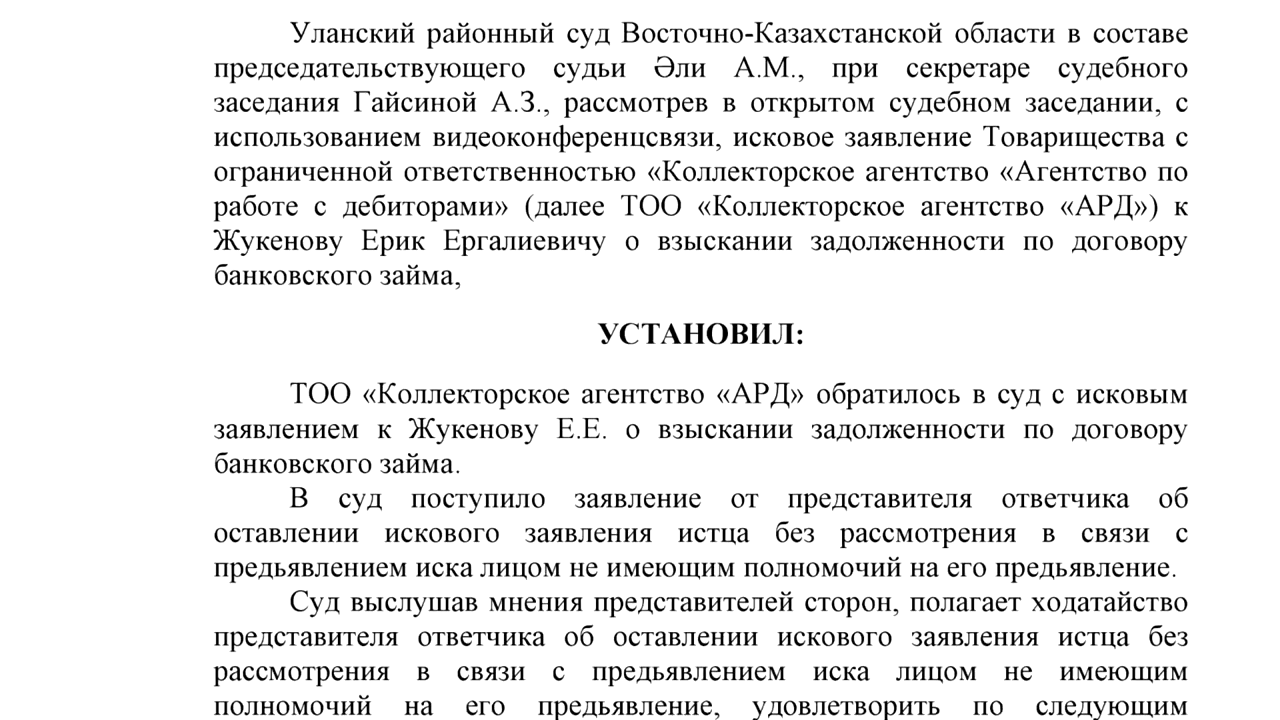 Уланский районный суд Восточно-Казахстанской области в составе
председательствующего судьи Әли А.М., при секретаре судебного
заседания Гайсиной А.З., рассмотрев в открытом судебном заседании, с
использованием видеоконференцсвязи, исковое заявление Товарищества с
ограниченной ответственностью «Коллекторское агентство «Агентство по
работе с дебиторами» (далее ТОО «Коллекторское агентство «АРД») к
Жукенову Ерик Ергалиевичу о взыскании задолженности по договору
банковского займа,
УСТАНОВИЛ:
ТОО «Коллекторское агентство «АРД» обратилось в суд с исковым
заявлением к Жукенову Е.Е. о взыскании задолженности по договору
банковского займа.
В суд поступило заявление от представителя ответчика об
оставлении искового заявления истца без рассмотрения в связи с
предьявлением иска лицом не имеющим полномочий на его предьявление.
Суд выслушав мнения представителей сторон, полагает ходатайство
представителя ответчика об оставлении искового заявления истца без
рассмотрения в связи с предьявлением иска лицом не имеющим
полномочий на его предьявление, удовлетворить по следующим